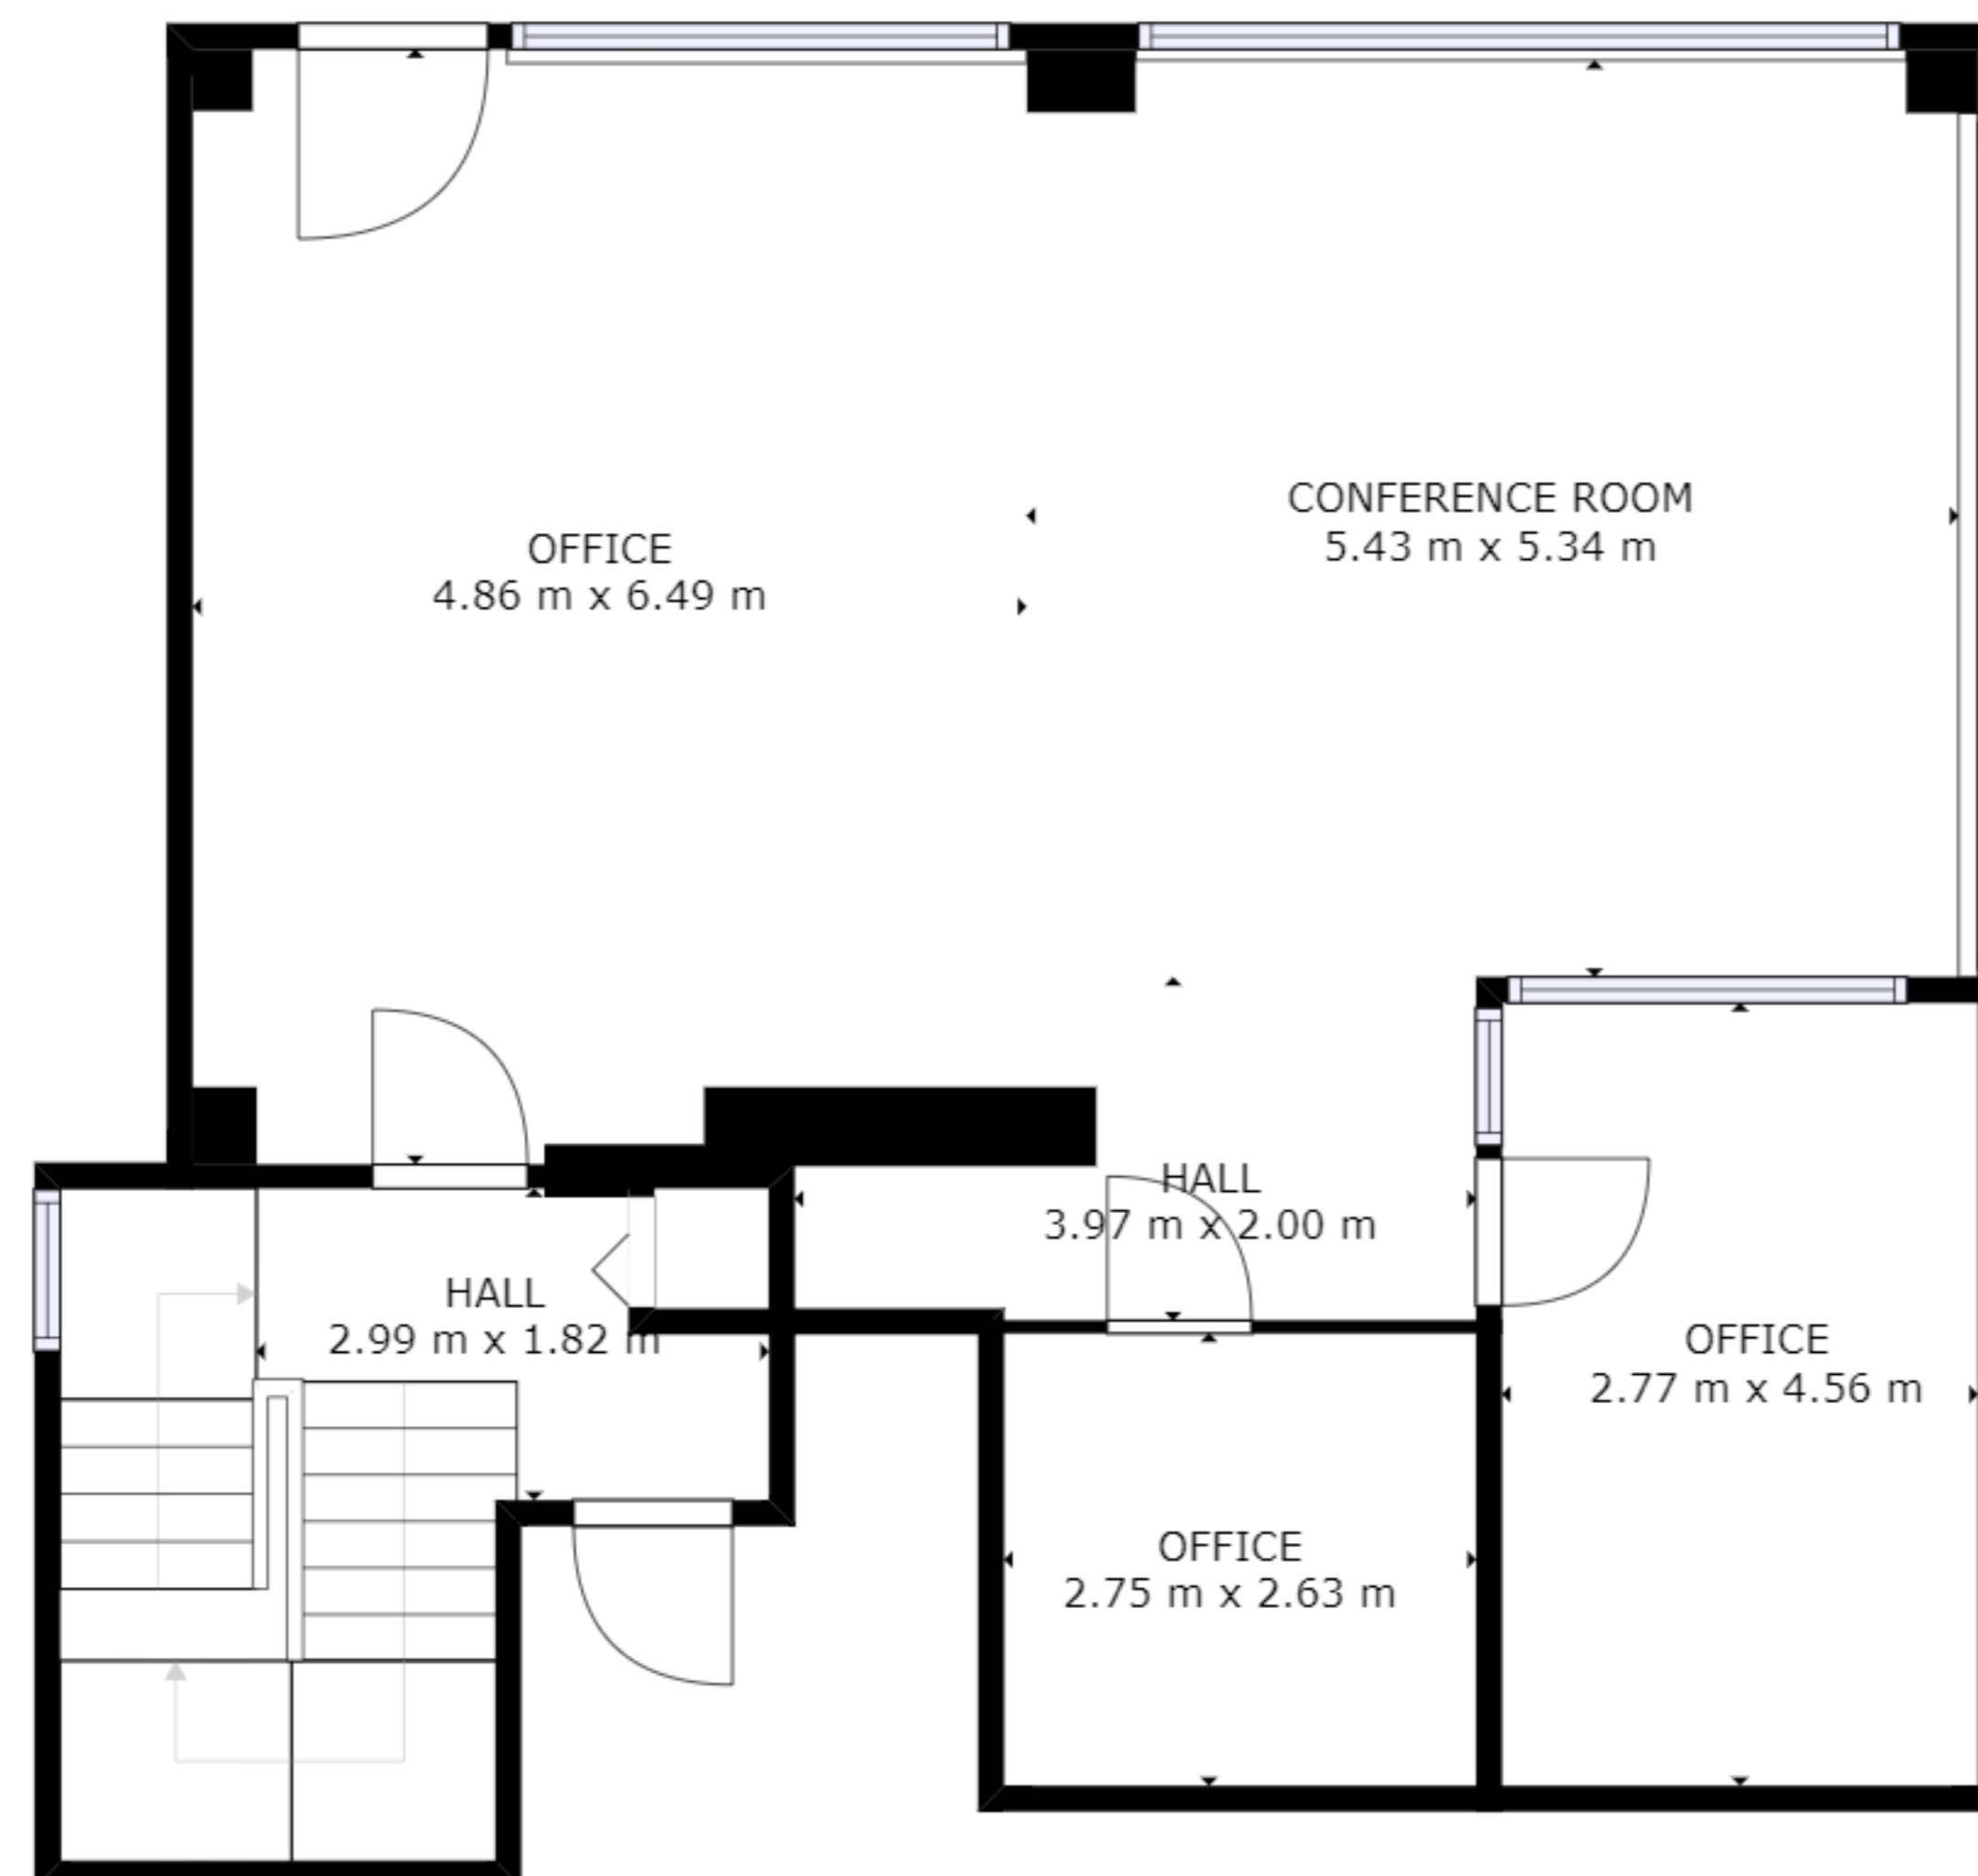 CONFERENCE ROOM
5.43 m x 5.34 m
OFFICE
4.86 m x 6.49 m
HALL
3.97 m x 2.00 m
HALL
2.99 m x 1.82 m
OFFICE
2.77 m x 4.56 m
OFFICE
2.75 m x 2.63 m